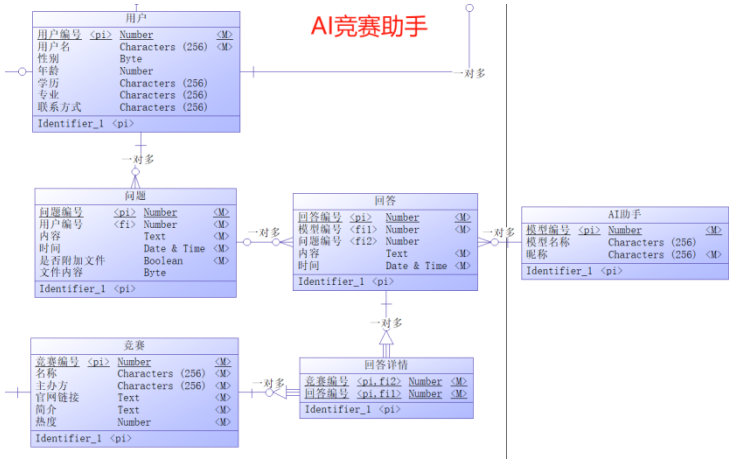 AI竞赛助手
用户
用户编号 <pi> Number <M>
用户名 Characters (256) <M>
性别 Byte
年龄 Number
学历 Characters (256)
专业 Characters (256)
联系方式 Characters (256)
Identifier_1 <pi>
一对多
一对多
问题
问题编号 <pi> Number <M>
用户编号 <fi> Number <M>
内容 Text <M>
时间 Date & Time <M>
是否附加文件 Boolean <M>
文件内容 Byte
Identifier_1 <pi>
一对多
回答
回答编号 <pi> Number <M>
模型编号 <fi1> Number <M>
问题编号 <fi2> Number
内容 Text <M>
时间 Date & Time <M>
Identifier_1 <pi>
一对多
AI助手
模型编号 <pi> Number <M>
模型名称 Characters (256)
昵称 Characters (256) <M>
Identifier_1 <pi>
一对多
竞赛
竞赛编号 <pi> Number <M>
名称 Characters (256) <M>
主办方 Characters (256) <M>
官网链接 Text <M>
简介 Text <M>
热度 Number <M>
Identifier_1 <pi>
一对多
回答详情
竞赛编号 <pi,fi2> Number <M>
回答编号 <pi,fi1> Number <M>
Identifier_1 <pi>